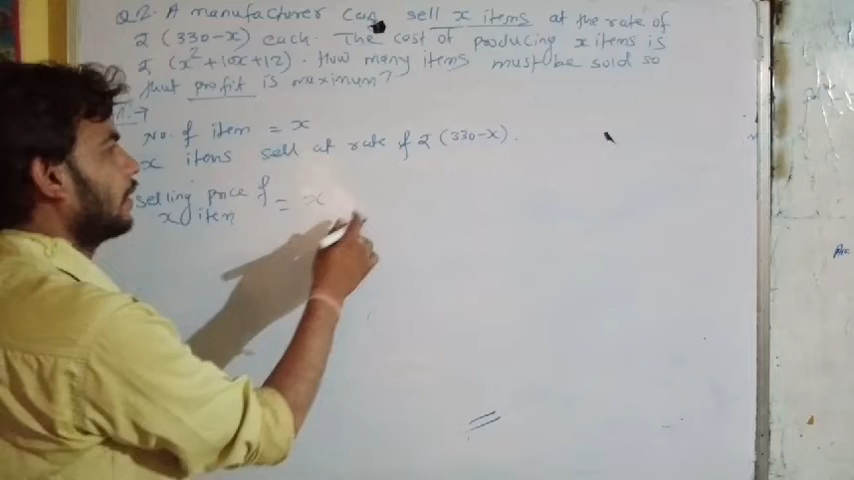 Q2. A manufacturer can sell x items at the rate of
₹ (330-x) each. The cost of producing x items is
₹ (x² + 10x + 12). How many items must be sold so
that profit is maximum?
No. of item = x
x items sell at rate of ₹ (330-x).
selling price of
x item = x